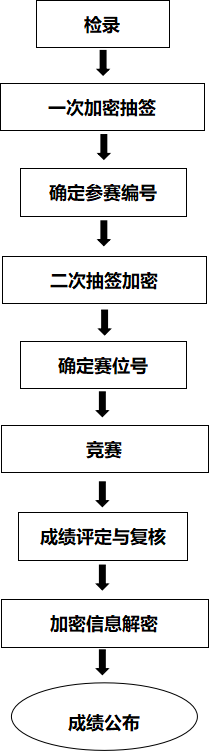 检录
一次加密抽签
确定参赛编号
二次抽签加密
确定赛位号
竞赛
成绩评定与复核
加密信息解密
成绩公布